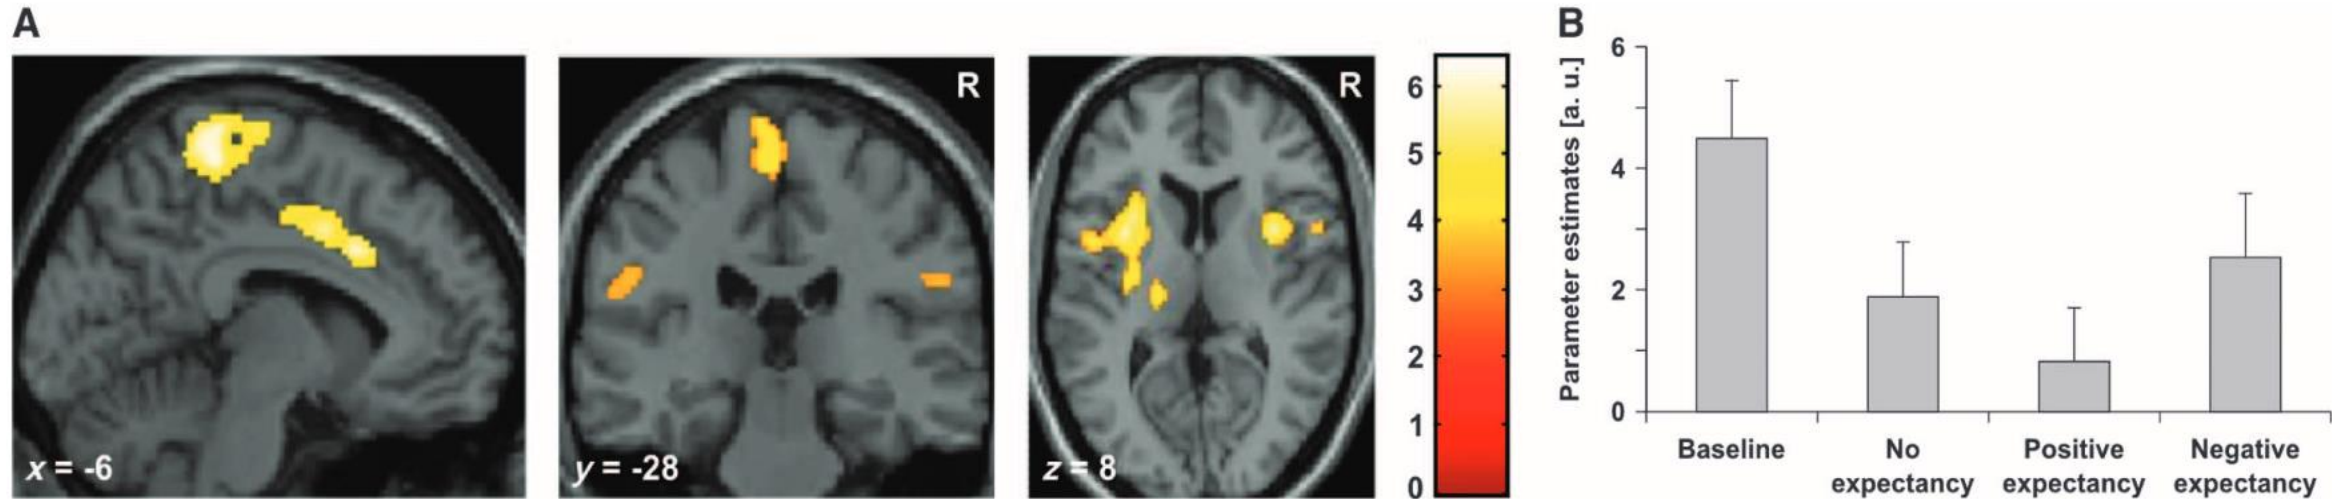 A
x = -6
R
y = -28
R
z = 8
6
5
4
3
2
1
0
B
Parameter estimates [a. u.]
6
4
2
0
Baseline
No
expectancy
Positive
expectancy
Negative
expectancy